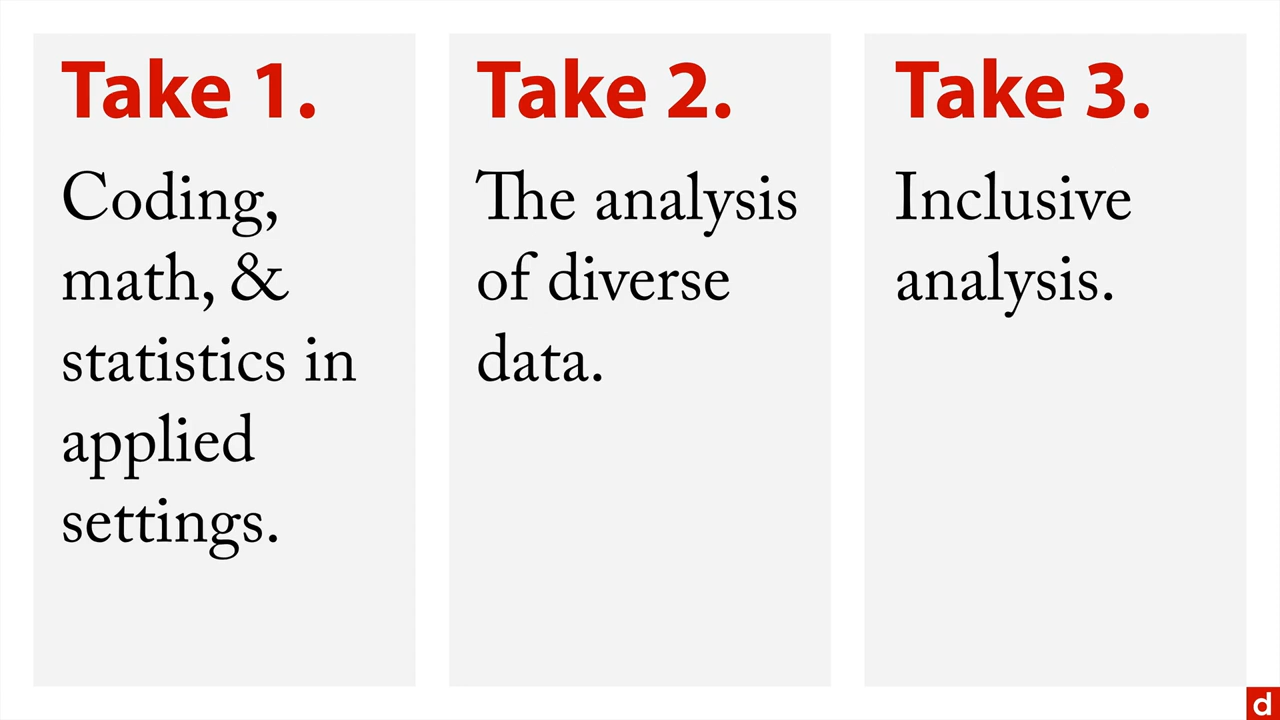 Take 1.
Coding,
math, &
statistics in
applied
settings.
Take 2.
The analysis
of diverse
data.
Take 3.
Inclusive
analysis.
d